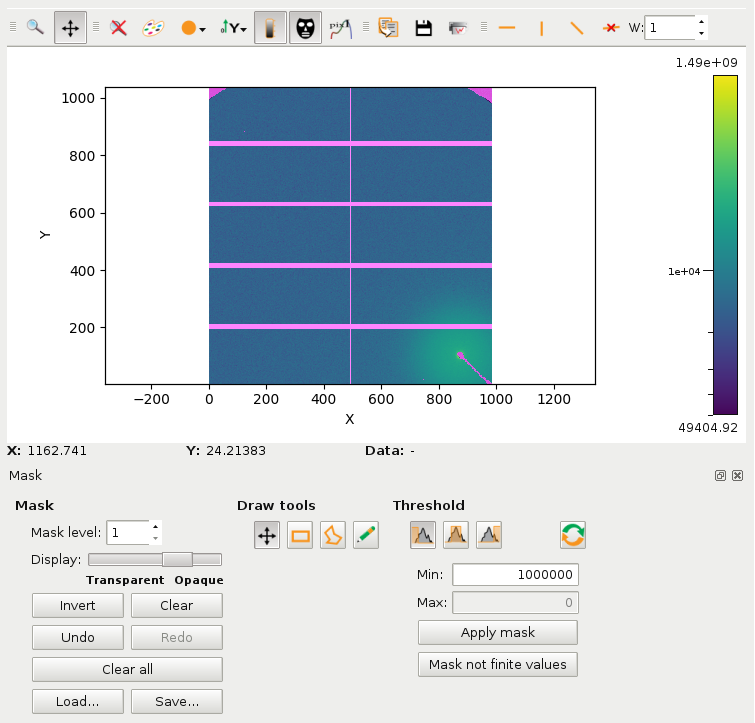 Y
pix1
W: 1
1.49e+09
1000
800
600
400
200
Y
1e+04
−200 0 200 400 600 800 1000 1200
X
49404.92
X: 1162.741 Y: 24.21383 Data: -
Mask
Mask Draw tools Threshold
Mask level: 1
Display:
Transparent Opaque
Min: 1000000
Invert Clear
Max: 0
Undo Redo
Apply mask
Clear all
Mask not finite values
Load... Save...